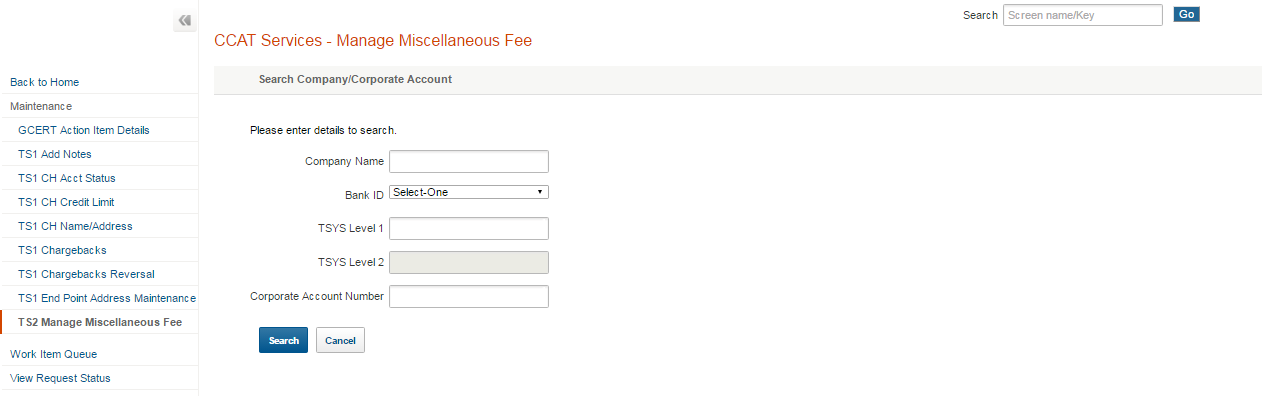 Search Screen name/Key Go
CCAT Services - Manage Miscellaneous Fee
Search Company/Corporate Account
Back to Home
Maintenance
GCERT Action Item Details
TS1 Add Notes
TS1 CH Acct Status
TS1 CH Credit Limit
TS1 CH Name/Address
TS1 Chargebacks
TS1 Chargebacks Reversal
TS1 End Point Address Maintenance
TS2 Manage Miscellaneous Fee
Work Item Queue
View Request Status
Please enter details to search.
Company Name
Bank ID Select-One
TSYS Level 1
TSYS Level 2
Corporate Account Number
Search Cancel